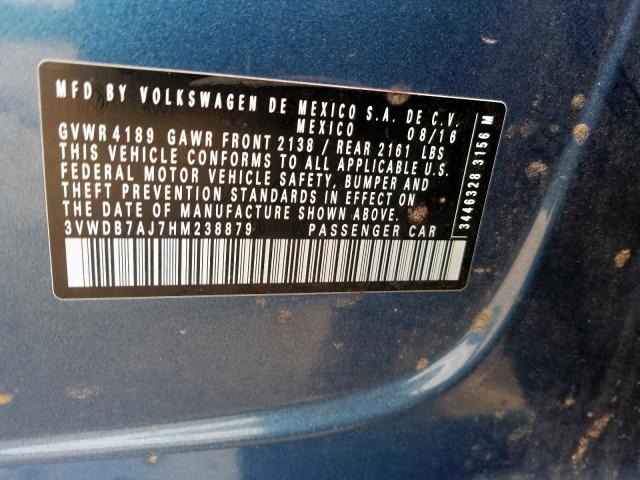 MFD BY VOLKSWAGEN DE MEXICO S.A. DE C.V.
MEXICO 08/16
GVWR 4189 GAWR FRONT 2138 / REAR 2161 LBS
THIS VEHICLE CONFORMS TO ALL APPLICABLE U.S.
FEDERAL MOTOR VEHICLE SAFETY, BUMPER AND
THEFT PREVENTION STANDARDS IN EFFECT ON
THE DATE OF MANUFACTURE SHOWN ABOVE.
3VWDB7AJ7HM238879 PASSENGER CAR
3446328 3156 M